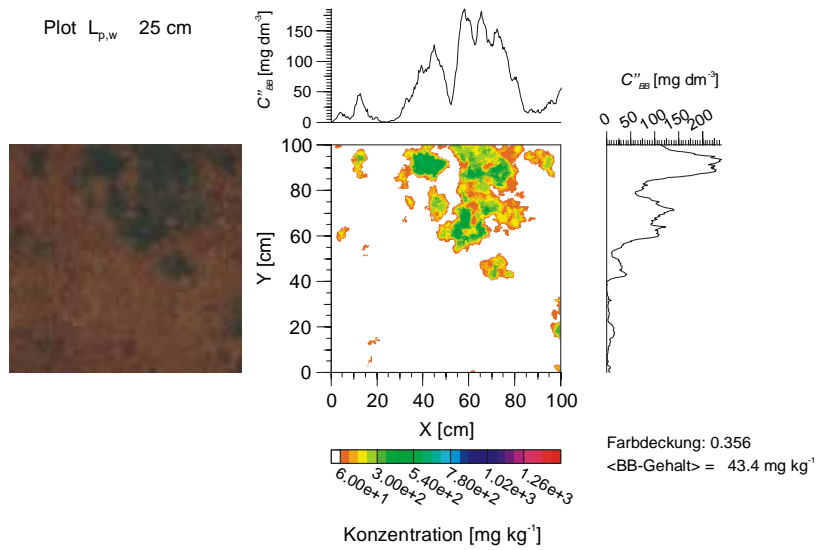 Plot L_p,w 25 cm
C"_BB [mg dm⁻³]
150
100
50
0
C"_BB [mg dm⁻³]
0 50 100 150 200
100
80
60
40
20
0
Y [cm]
0 20 40 60 80 100
X [cm]
6.00e+1 3.00e+2 5.40e+2 7.80e+2 1.02e+3 1.26e+3
Konzentration [mg kg⁻¹]
Farbdeckung: 0.356
<BB-Gehalt> = 43.4 mg kg⁻¹